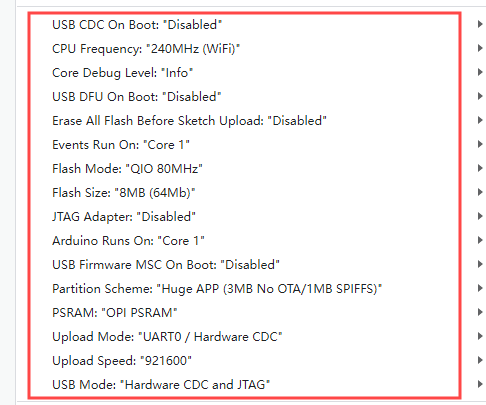 USB CDC On Boot: "Disabled"
CPU Frequency: "240MHz (WiFi)"
Core Debug Level: "Info"
USB DFU On Boot: "Disabled"
Erase All Flash Before Sketch Upload: "Disabled"
Events Run On: "Core 1"
Flash Mode: "QIO 80MHz"
Flash Size: "8MB (64Mb)"
JTAG Adapter: "Disabled"
Arduino Runs On: "Core 1"
USB Firmware MSC On Boot: "Disabled"
Partition Scheme: "Huge APP (3MB No OTA/1MB SPIFFS)"
PSRAM: "OPI PSRAM"
Upload Mode: "UART0 / Hardware CDC"
Upload Speed: "921600"
USB Mode: "Hardware CDC and JTAG"